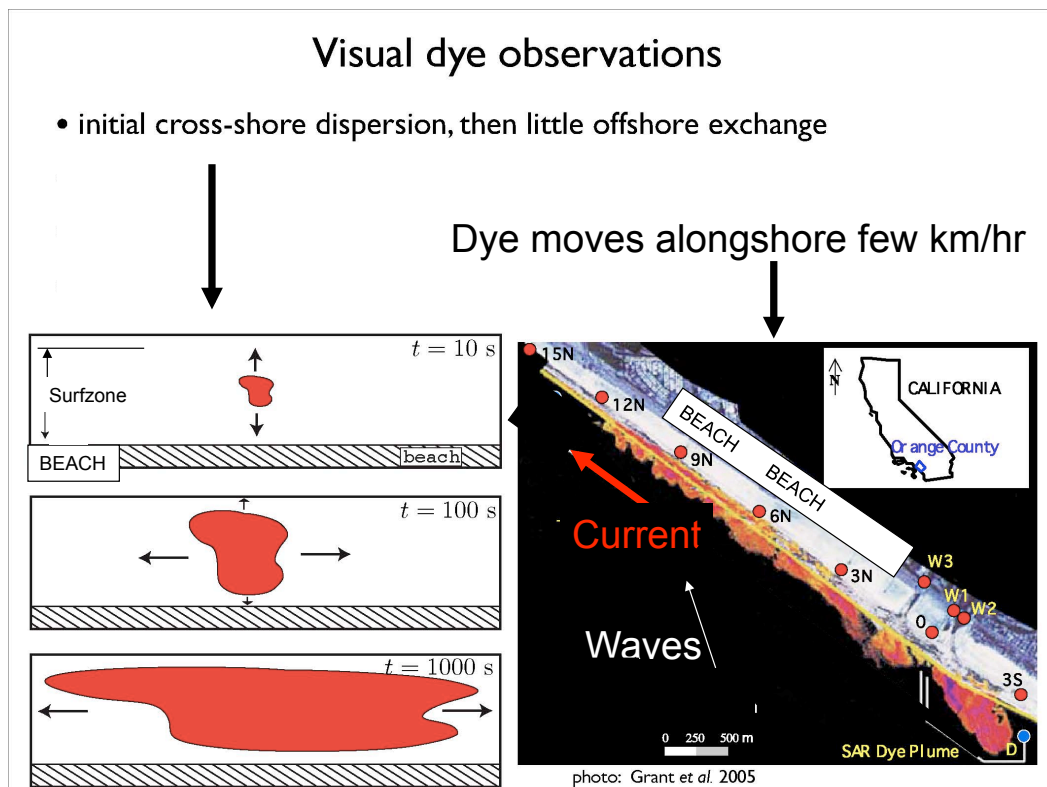 Visual dye observations
• initial cross-shore dispersion, then little offshore exchange
Dye moves alongshore few km/hr
t = 10 s
Surfzone
BEACH
beach
t = 100 s
t = 1000 s
15N
12N
9N
6N
3N
0
3S
BEACH BEACH
W3
W1
W2
N
CALIFORNIA
Orange County
Current
Waves
0 250 500 m
SAR Dye Plume
D
photo: Grant et al. 2005